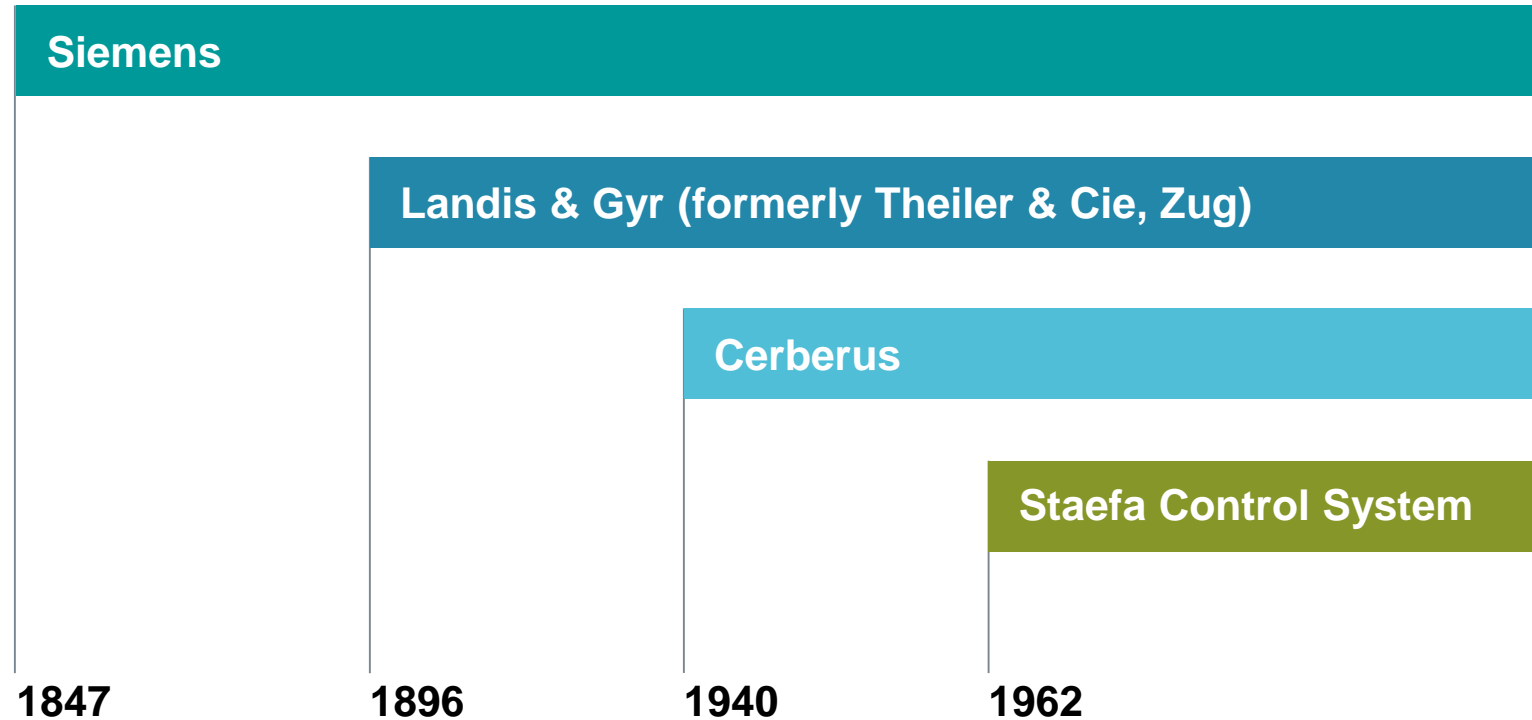 Siemens
Landis & Gyr (formerly Theiler & Cie, Zug)
Cerberus
Staefa Control System
1847 1896 1940 1962